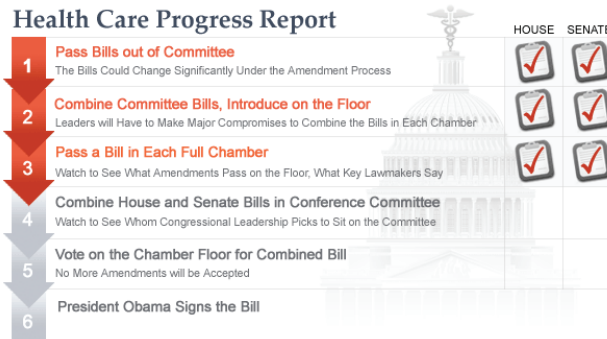 Health Care Progress Report
HOUSE SENATE
1
Pass Bills out of Committee
The Bills Could Change Significantly Under the Amendment Process
2
Combine Committee Bills, Introduce on the Floor
Leaders will Have to Make Major Compromises to Combine the Bills in Each Chamber
3
Pass a Bill in Each Full Chamber
Watch to See What Amendments Pass on the Floor, What Key Lawmakers Say
4
Combine House and Senate Bills in Conference Committee
Watch to See Whom Congressional Leadership Picks to Sit on the Committee
5
Vote on the Chamber Floor for Combined Bill
No More Amendments will be Accepted
6
President Obama Signs the Bill